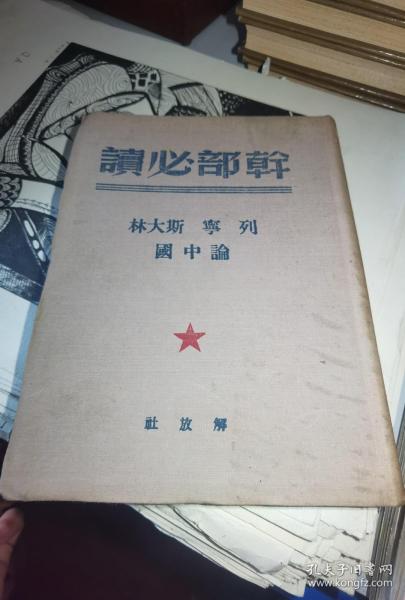 幹部必讀
列寧 斯大林
論中國
解放社
孔夫子旧书网
www.kongfz.com